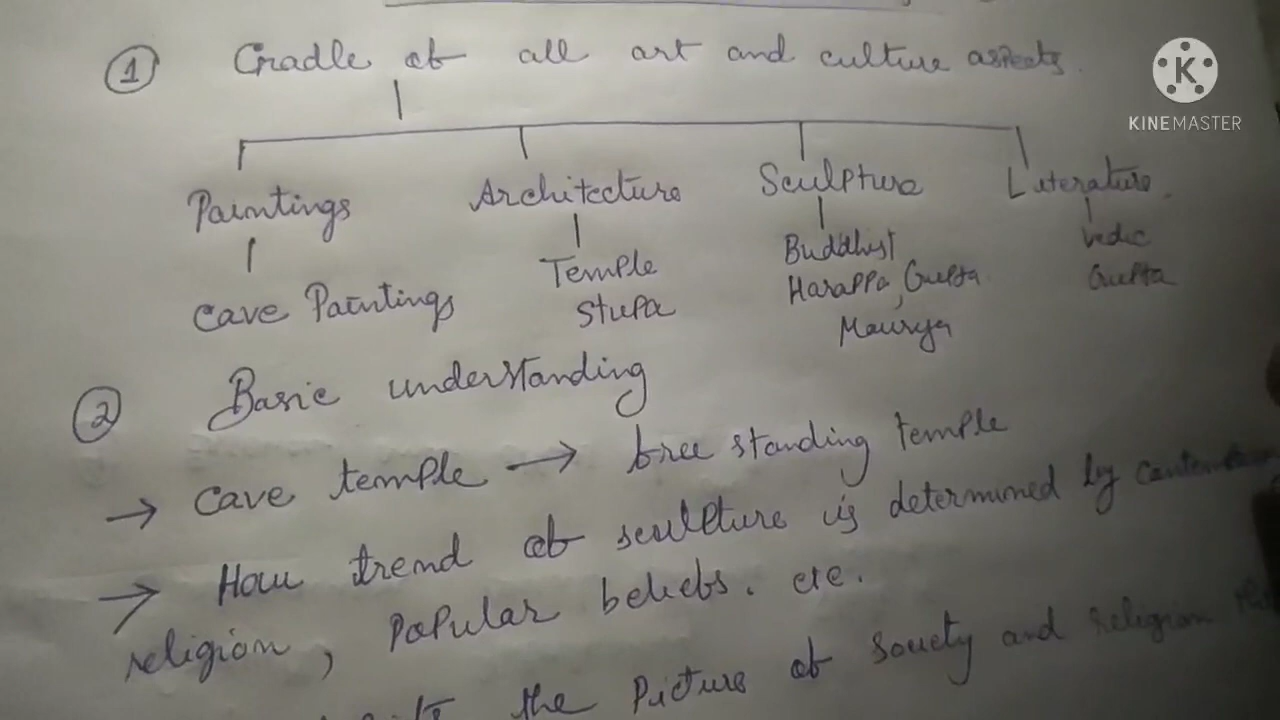 ① Cradle of all art and culture aspects.
Paintings Architecture Sculpture Literature.
Cave Paintings Temple Buddhist Vedic
Stupa Harappa, Gupta Gupta
Maurya
② Basic understanding
→ Cave temple → free standing temple
→ How trend of sculpture is determined by
religion, Popular beliefs. etc.
the Picture of society and religion
KINEMASTER